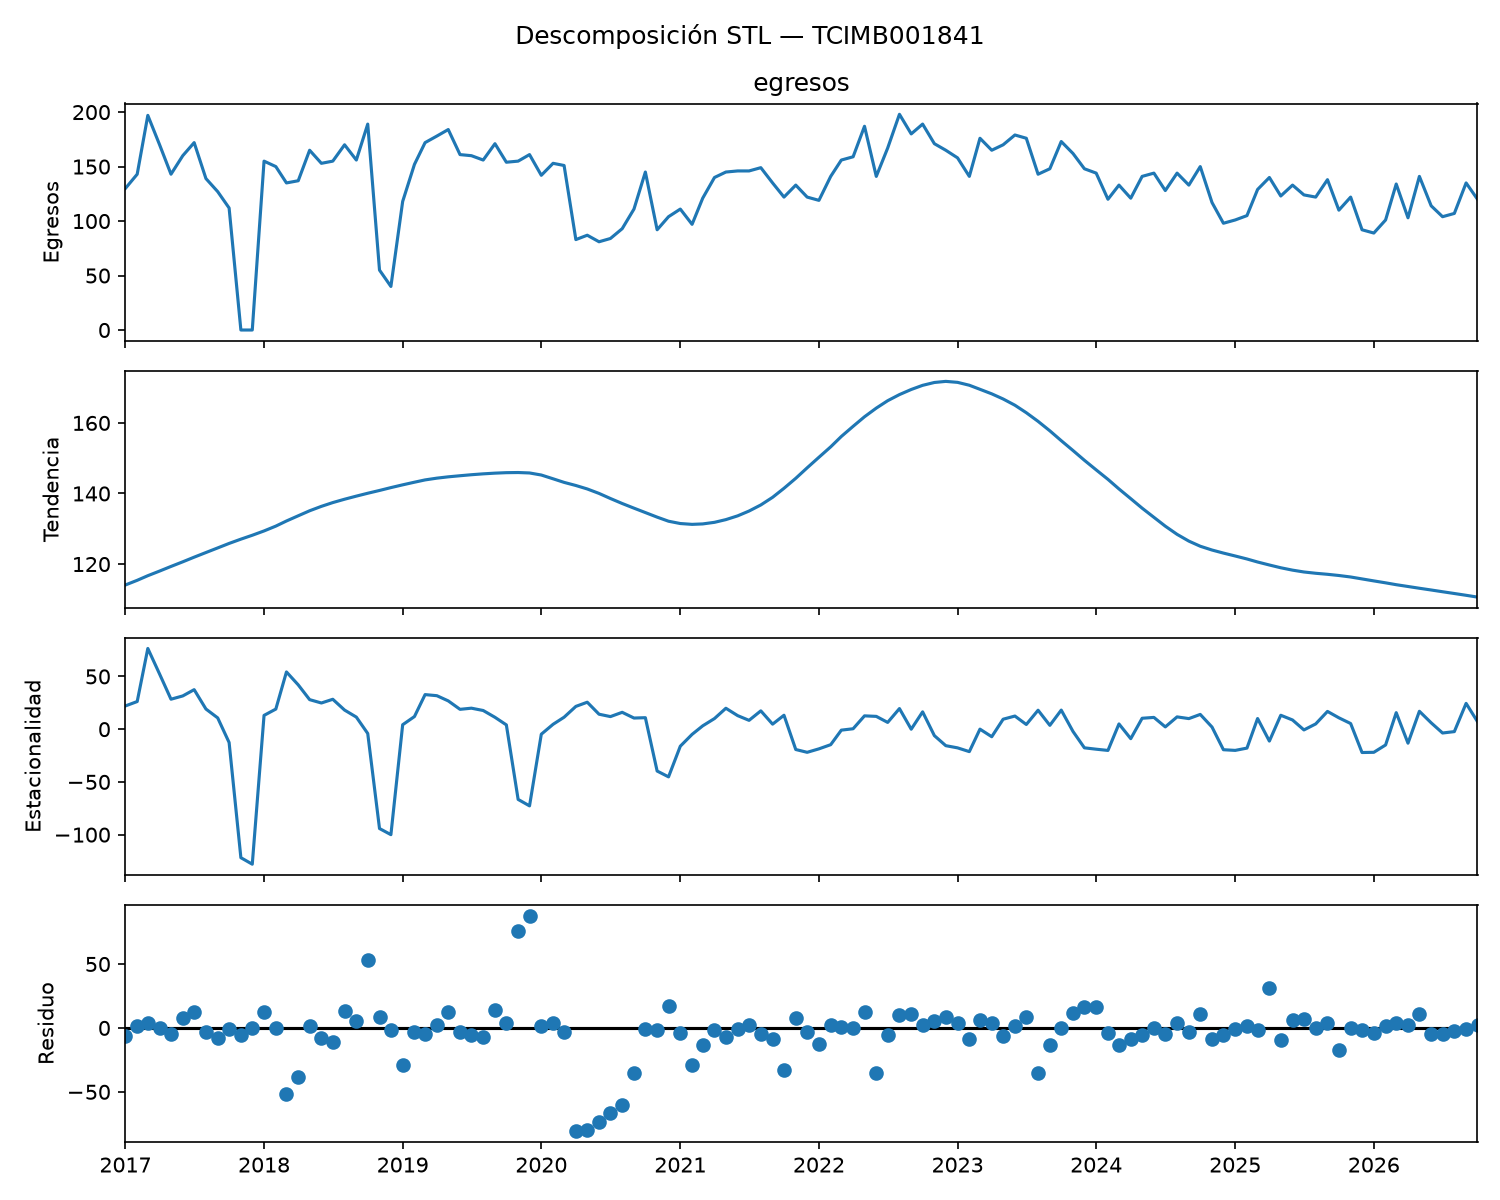 Descomposición STL — TCIMB001841
egresos
200
150
100
50
0
Egresos
160
140
120
Tendencia
50
0
−50
−100
Estacionalidad
50
0
−50
Residuo
2017 2018 2019 2020 2021 2022 2023 2024 2025 2026